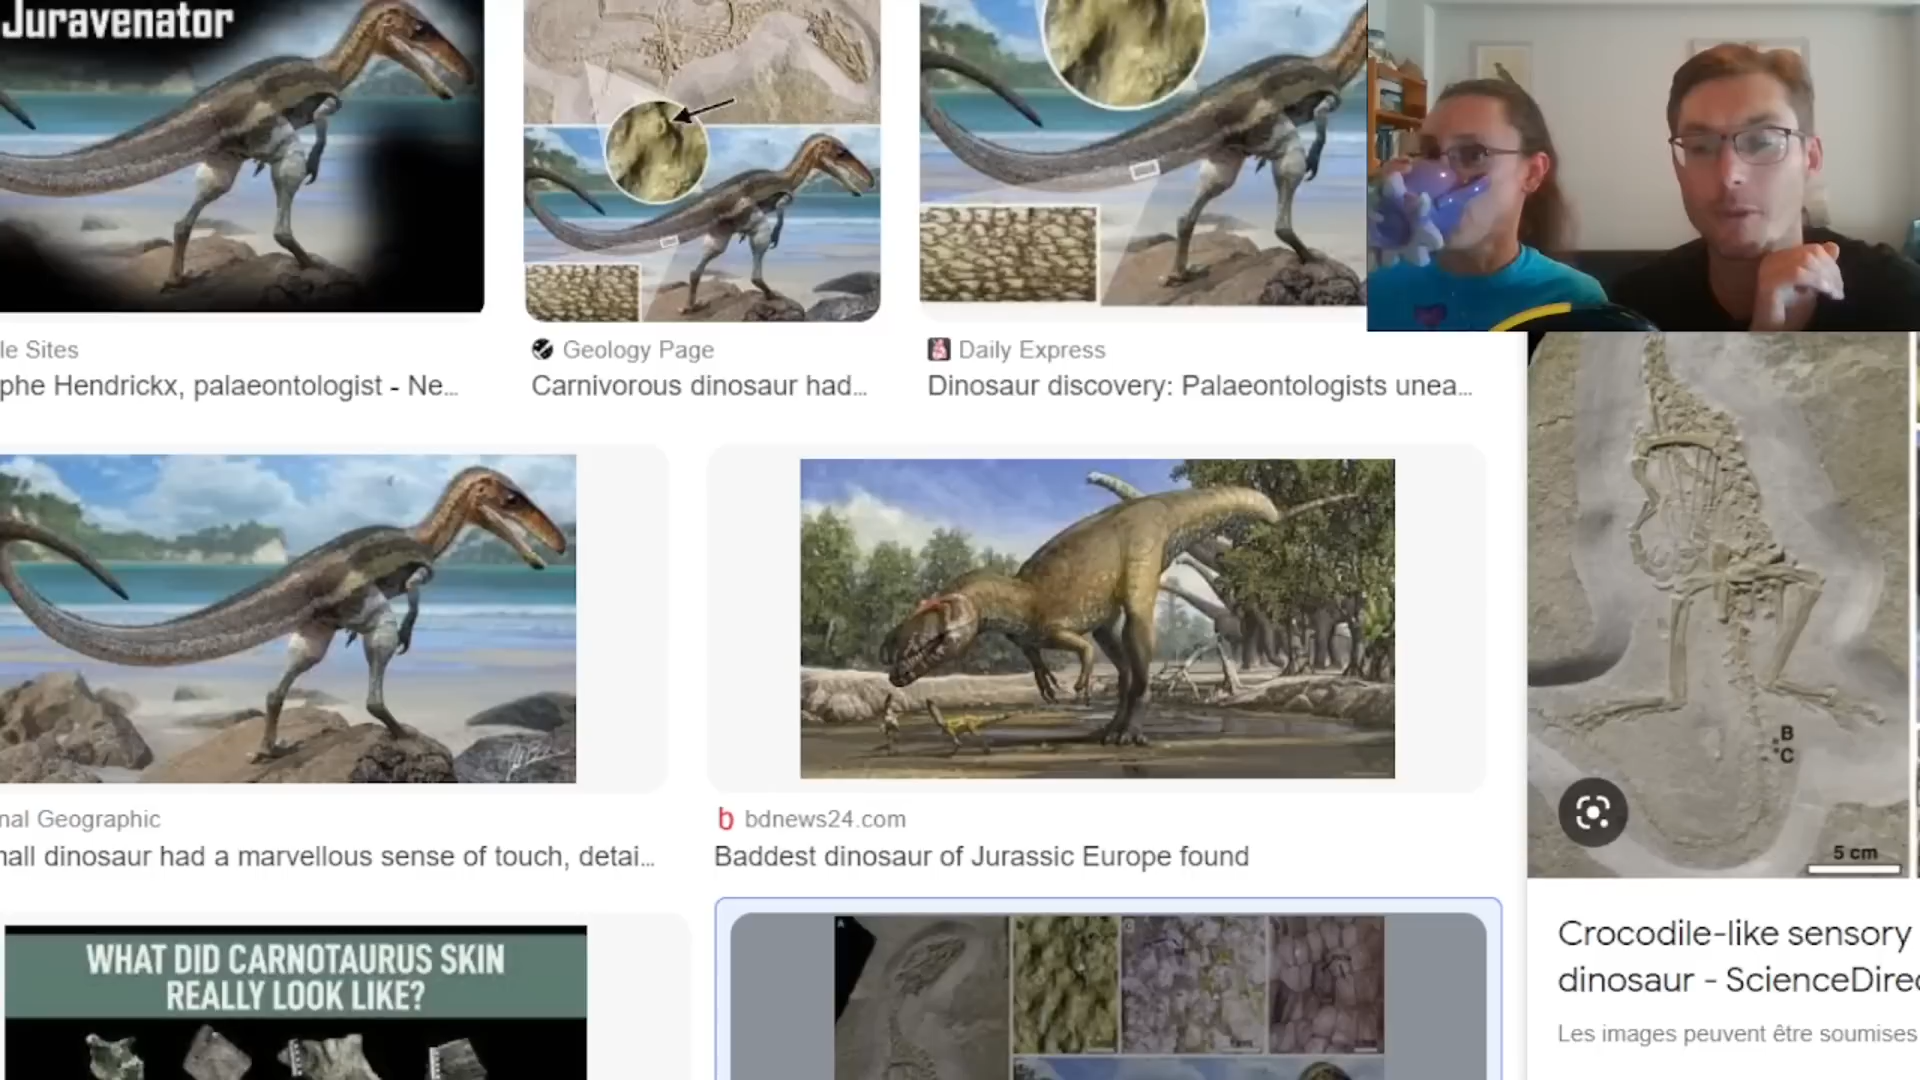 Juravenator
le Sites
phe Hendrickx, palaeontologist - Ne...
Geology Page
Carnivorous dinosaur had...
Daily Express
Dinosaur discovery: Palaeontologists unea...
nal Geographic
nall dinosaur had a marvellous sense of touch, detai...
b bdnews24.com
Baddest dinosaur of Jurassic Europe found
B
C
5 cm
Crocodile-like sensory
dinosaur - ScienceDirec
Les images peuvent être soumises
WHAT DID CARNOTAURUS SKIN
REALLY LOOK LIKE?